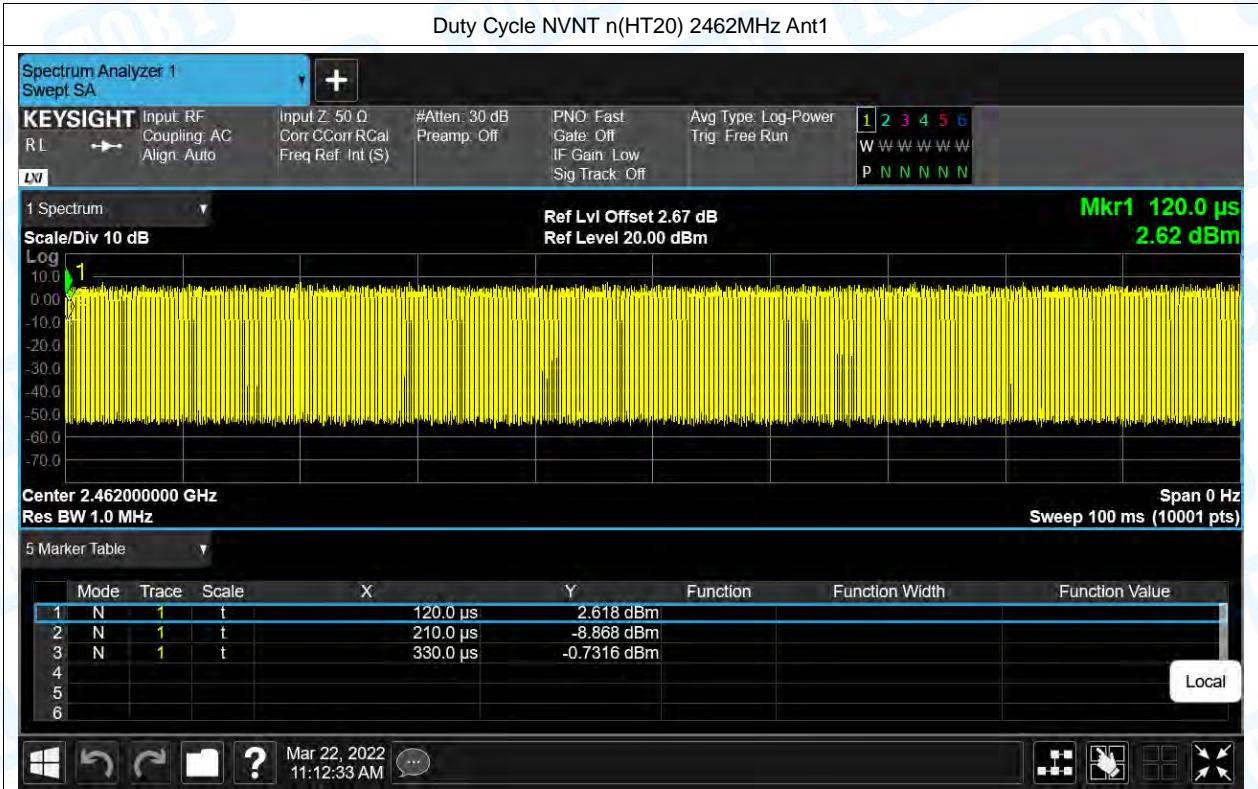 Duty Cycle NVNT n(HT20) 2462MHz Ant1
Spectrum Analyzer 1
Swept SA
+
KEYSIGHT Input: RF Input Z: 50 Ω #Atten: 30 dB PNO: Fast Avg Type: Log-Power 1 2 3 4 5 6
R L Coupling: AC Corr CCorr RCal Preamp: Off Gate: Off Trig: Free Run W W W W W W
Align: Auto Freq Ref: Int (S) IF Gain: Low
LXI Sig Track: Off P N N N N N
1 Spectrum Ref Lvl Offset 2.67 dB Mkr1 120.0 µs
Scale/Div 10 dB Ref Level 20.00 dBm 2.62 dBm
Log
10.0 1
0.00
-10.0
-20.0
-30.0
-40.0
-50.0
-60.0
-70.0
Center 2.462000000 GHz Span 0 Hz
Res BW 1.0 MHz Sweep 100 ms (10001 pts)
5 Marker Table
Mode Trace Scale X Y Function Function Width Function Value
1 N 1 t 120.0 µs 2.618 dBm
2 N 1 t 210.0 µs -8.868 dBm
3 N 1 t 330.0 µs -0.7316 dBm
4
5 Local
6
? Mar 22, 2022
11:12:33 AM